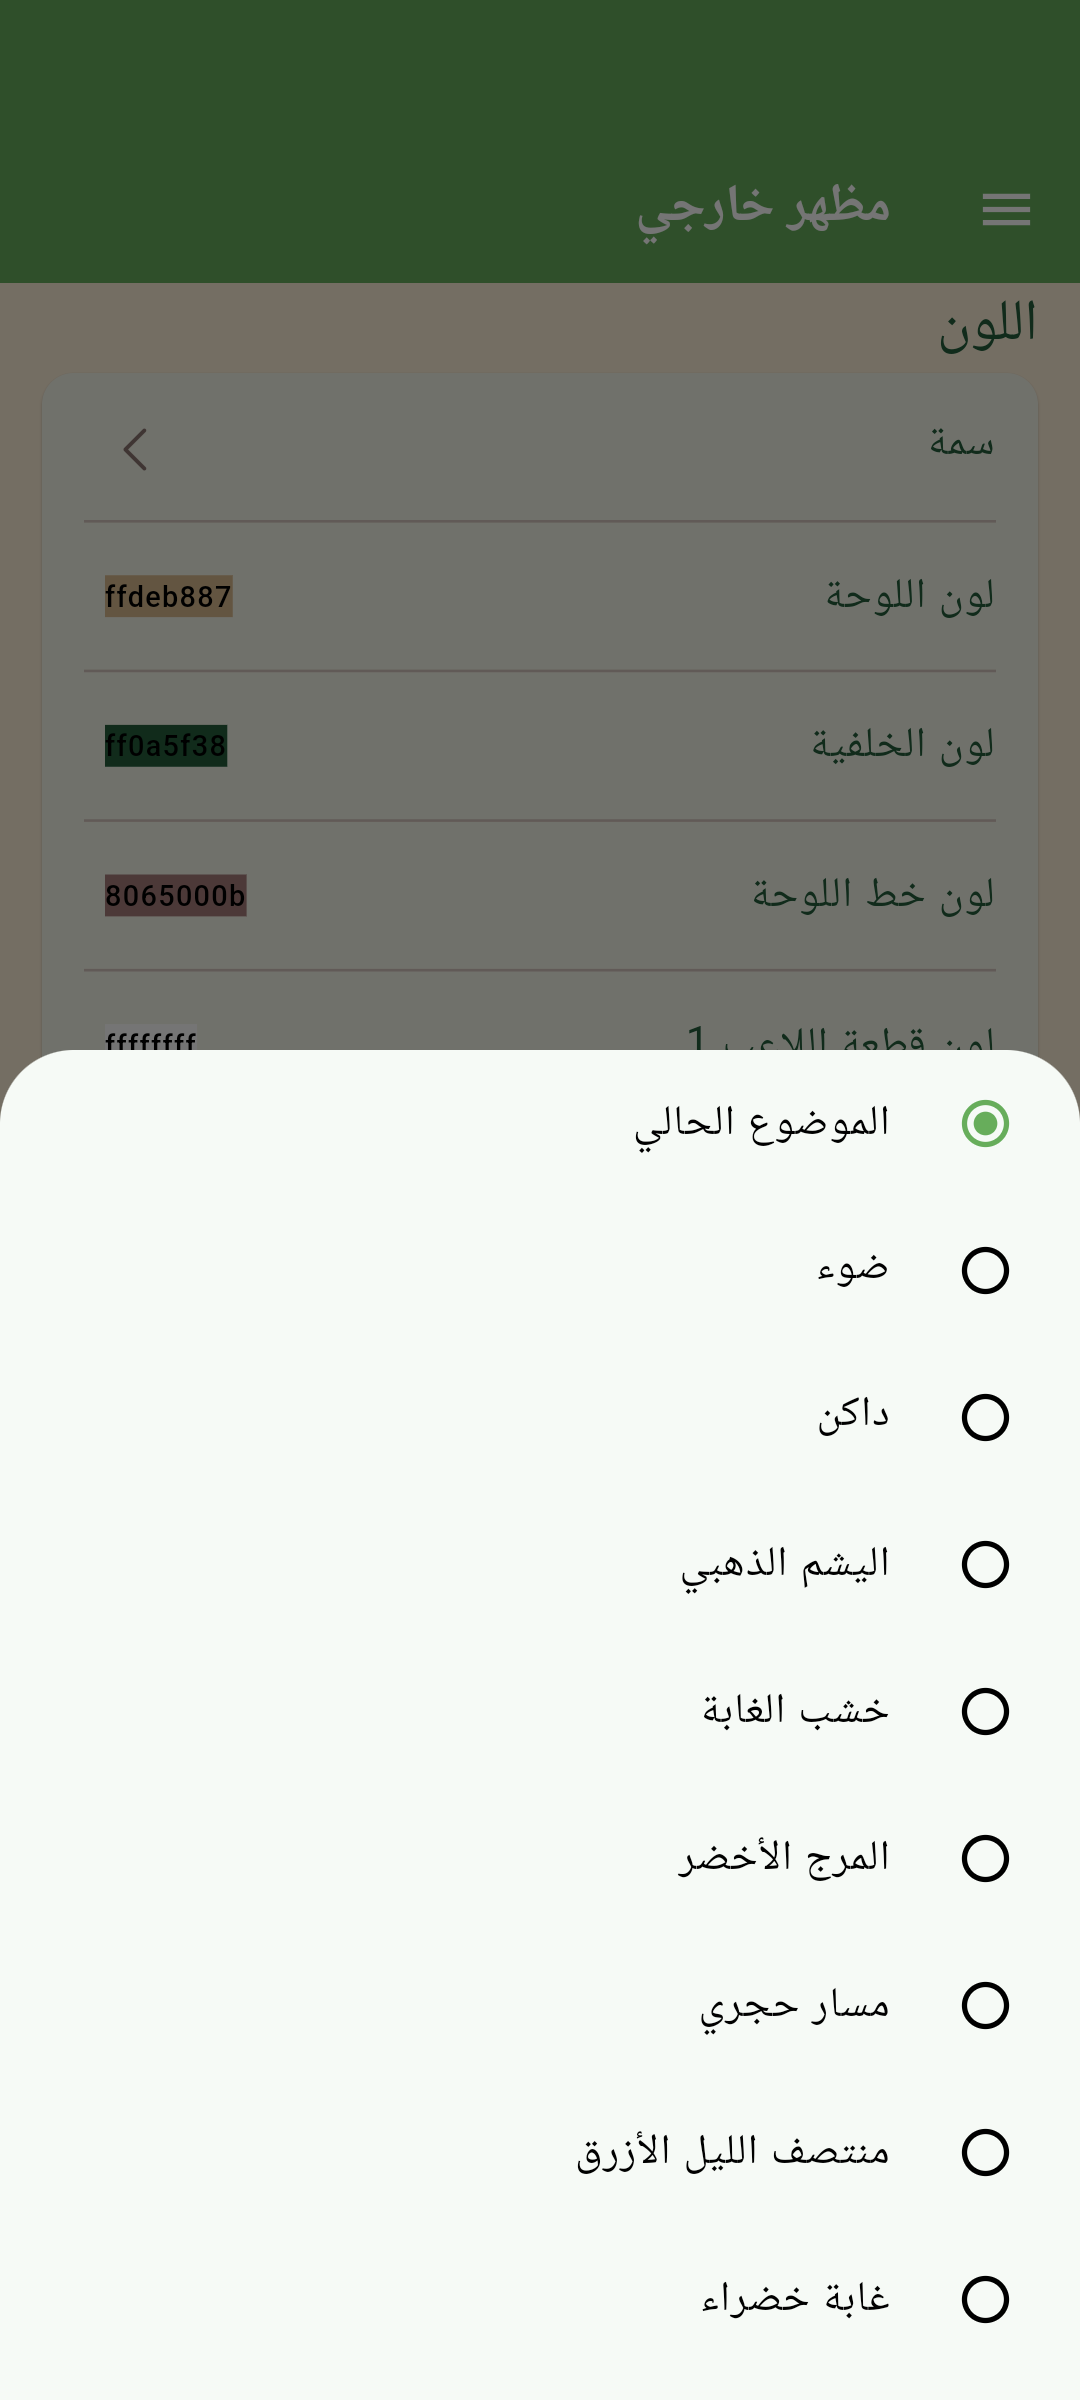 مظهر خارجي
اللون
سمة
لون اللوحة ffdeb887
لون الخلفية ff0a5f38
لون خط اللوحة 8065000b
لون قطعة اللاعب 1 ffffffff
الموضوع الحالي
ضوء
داكن
اليشم الذهبي
خشب الغابة
المرج الأخضر
مسار حجري
منتصف الليل الأزرق
غابة خضراء